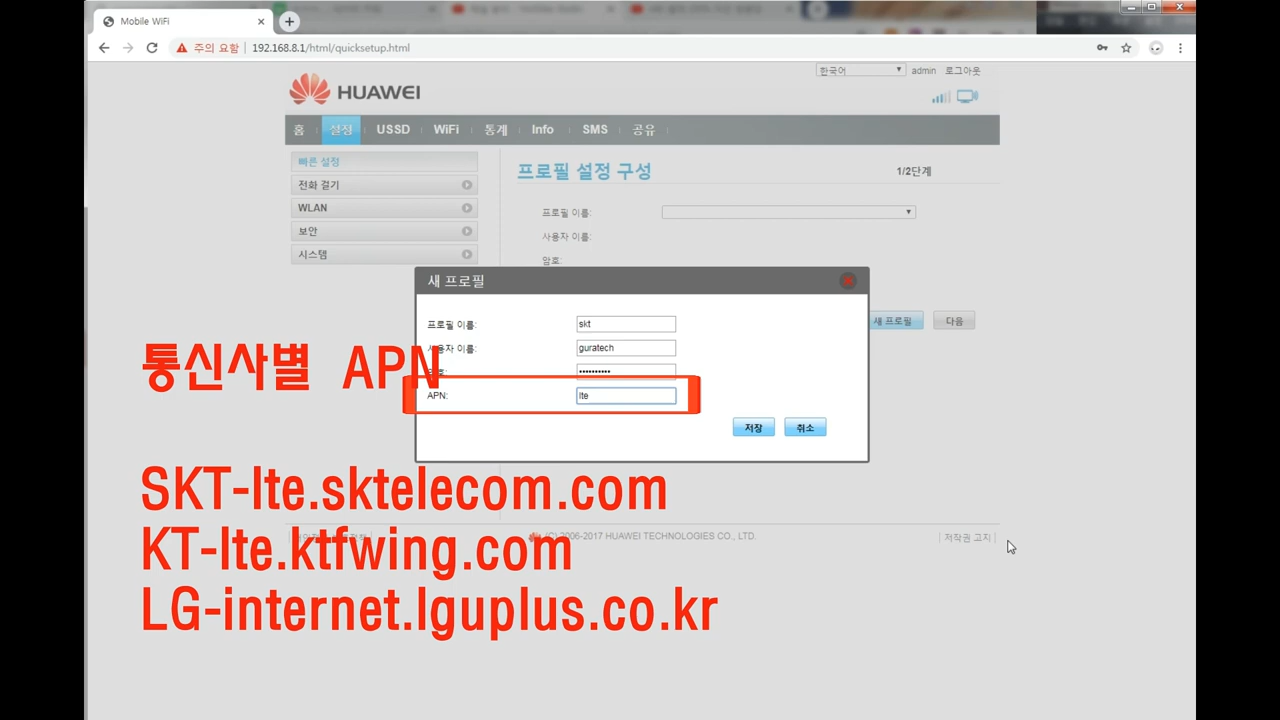 Mobile WiFi
주의 요함 192.168.8.1/html/quicksetup.html
한국어 admin 로그아웃
HUAWEI
홈 설정 USSD WiFi 통계 Info SMS 공유
빠른 설정
전화 걸기
WLAN
보안
시스템
프로필 설정 구성 1/2단계
프로필 이름:
사용자 이름:
암호:
새 프로필 다음
새 프로필
프로필 이름: skt
사용자 이름: guratech
••••••••••
APN: lte
저장 취소
통신사별 APN
SKT-lte.sktelecom.com
KT-lte.ktfwing.com
LG-internet.lguplus.co.kr
2006-2017 HUAWEI TECHNOLOGIES CO., LTD.
저작권 고지